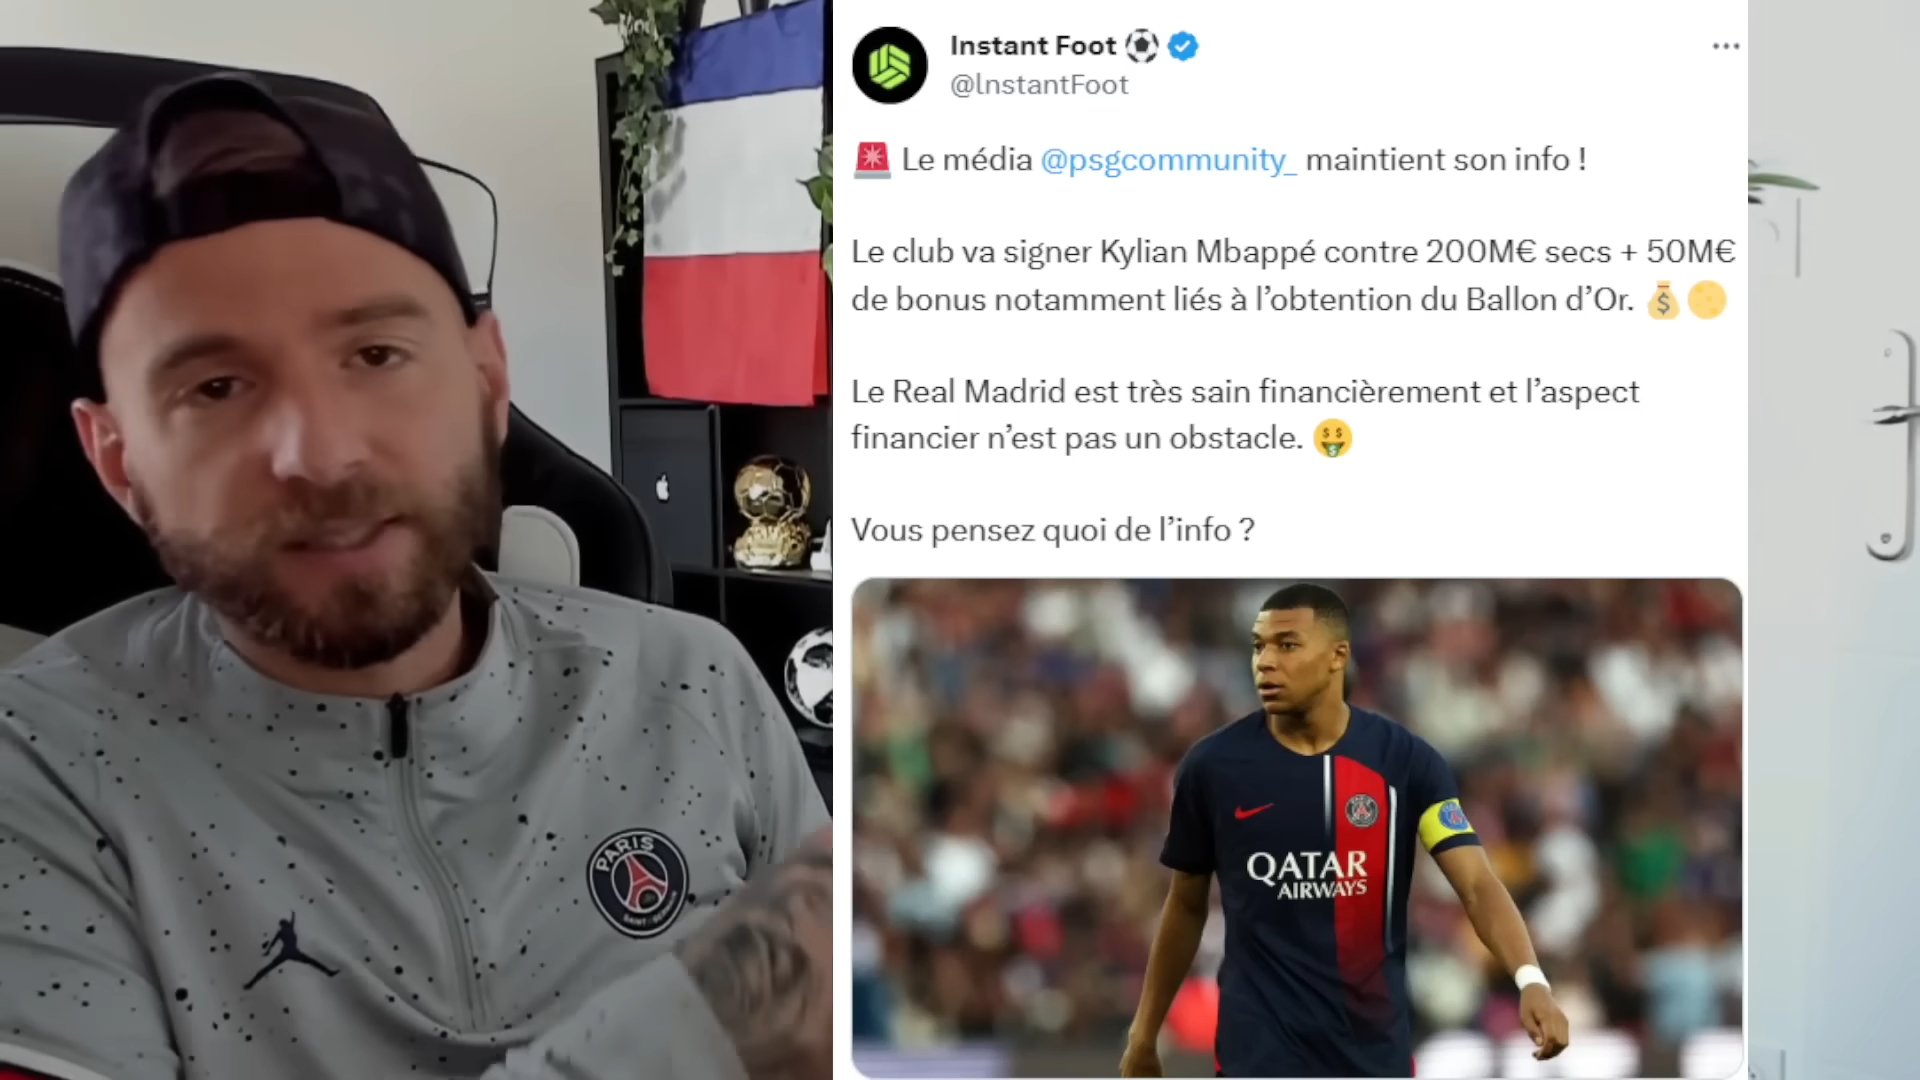 Instant Foot
@lnstantFoot
Le média @psgcommunity_ maintient son info !
Le club va signer Kylian Mbappé contre 200M€ secs + 50M€
de bonus notamment liés à l’obtention du Ballon d’Or.
Le Real Madrid est très sain financièrement et l’aspect
financier n’est pas un obstacle.
Vous pensez quoi de l’info ?
QATAR
AIRWAYS
PARIS
SAINT-GERMAIN